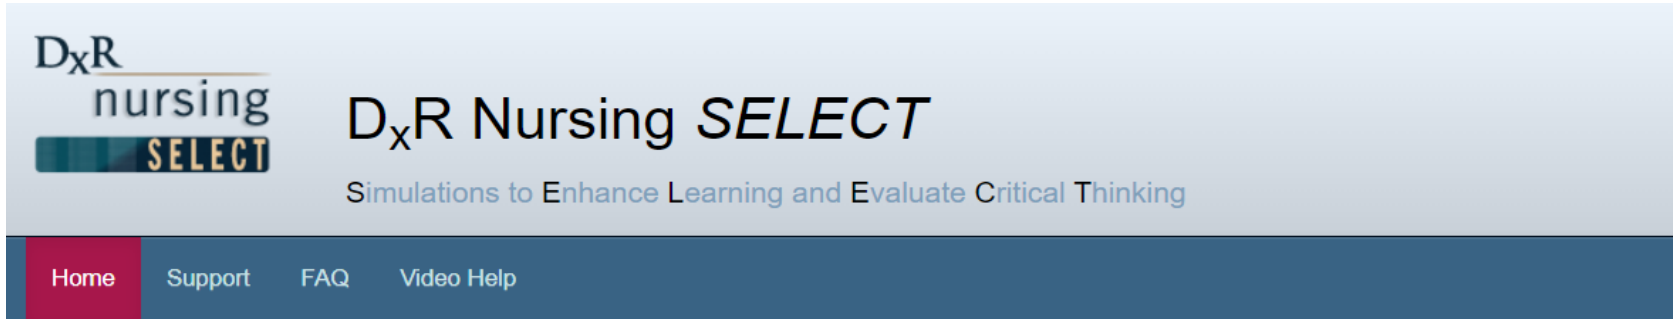 DxR
nursing
SELECT
DxR Nursing SELECT
Simulations to Enhance Learning and Evaluate Critical Thinking
Home Support FAQ Video Help